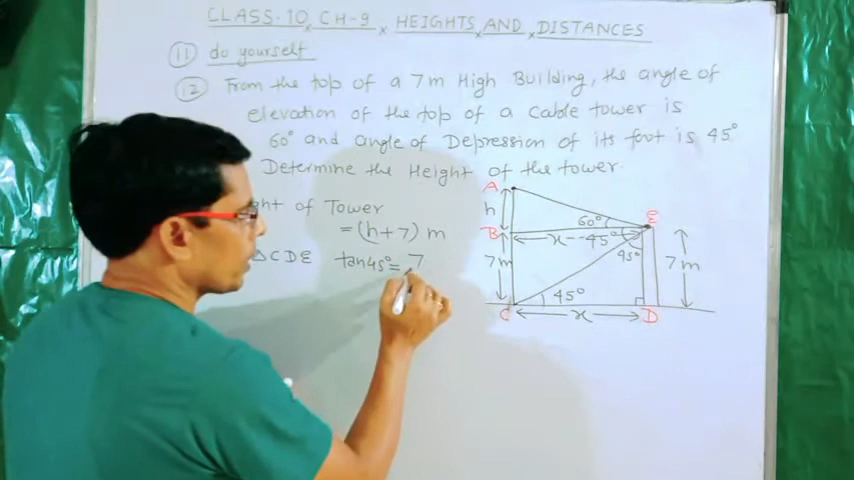 CLASS-10 CH-9 HEIGHTS AND DISTANCES
11 do yourself
12 From the top of a 7m High Building, the angle of
elevation of the top of a cable tower is
60° and angle of Depression of its foot is 45°
Determine the Height of the tower.
ght of Tower
= (h+7) m
△CDE tan45° = 7
A
h
B
7m
C
60°
x
45°
45°
E
7m
45°
x
D